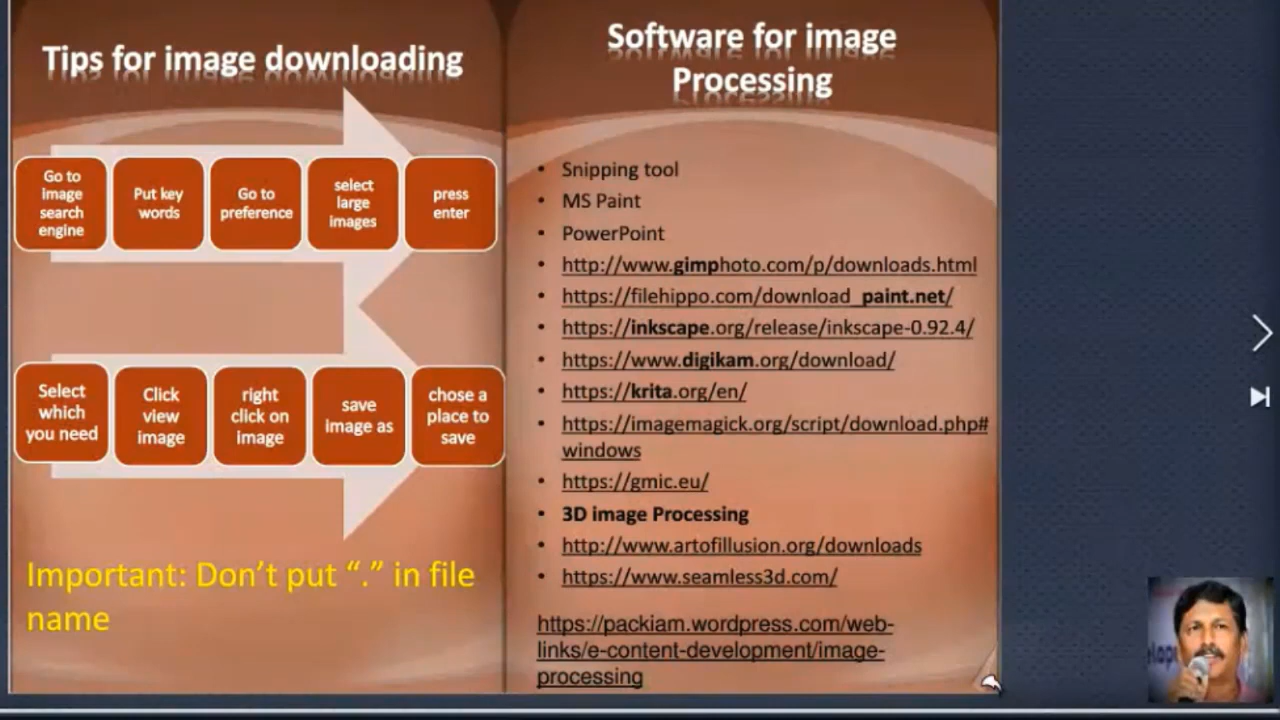 Tips for image downloading
Go to
image
search
engine
Put key
words
Go to
preference
select
large
images
press
enter
Select
which
you need
Click
view
image
right
click on
image
save
image as
chose a
place to
save
Important: Don't put “.” in file
name
Software for image
Processing
• Snipping tool
• MS Paint
• PowerPoint
• http://www.gimphoto.com/p/downloads.html
• https://filehippo.com/download_paint.net/
• https://inkscape.org/release/inkscape-0.92.4/
• https://www.digikam.org/download/
• https://krita.org/en/
• https://imagemagick.org/script/download.php#
windows
• https://gmic.eu/
• 3D image Processing
• http://www.artofillusion.org/downloads
• https://www.seamless3d.com/
https://packiam.wordpress.com/web-
links/e-content-development/image-
processing